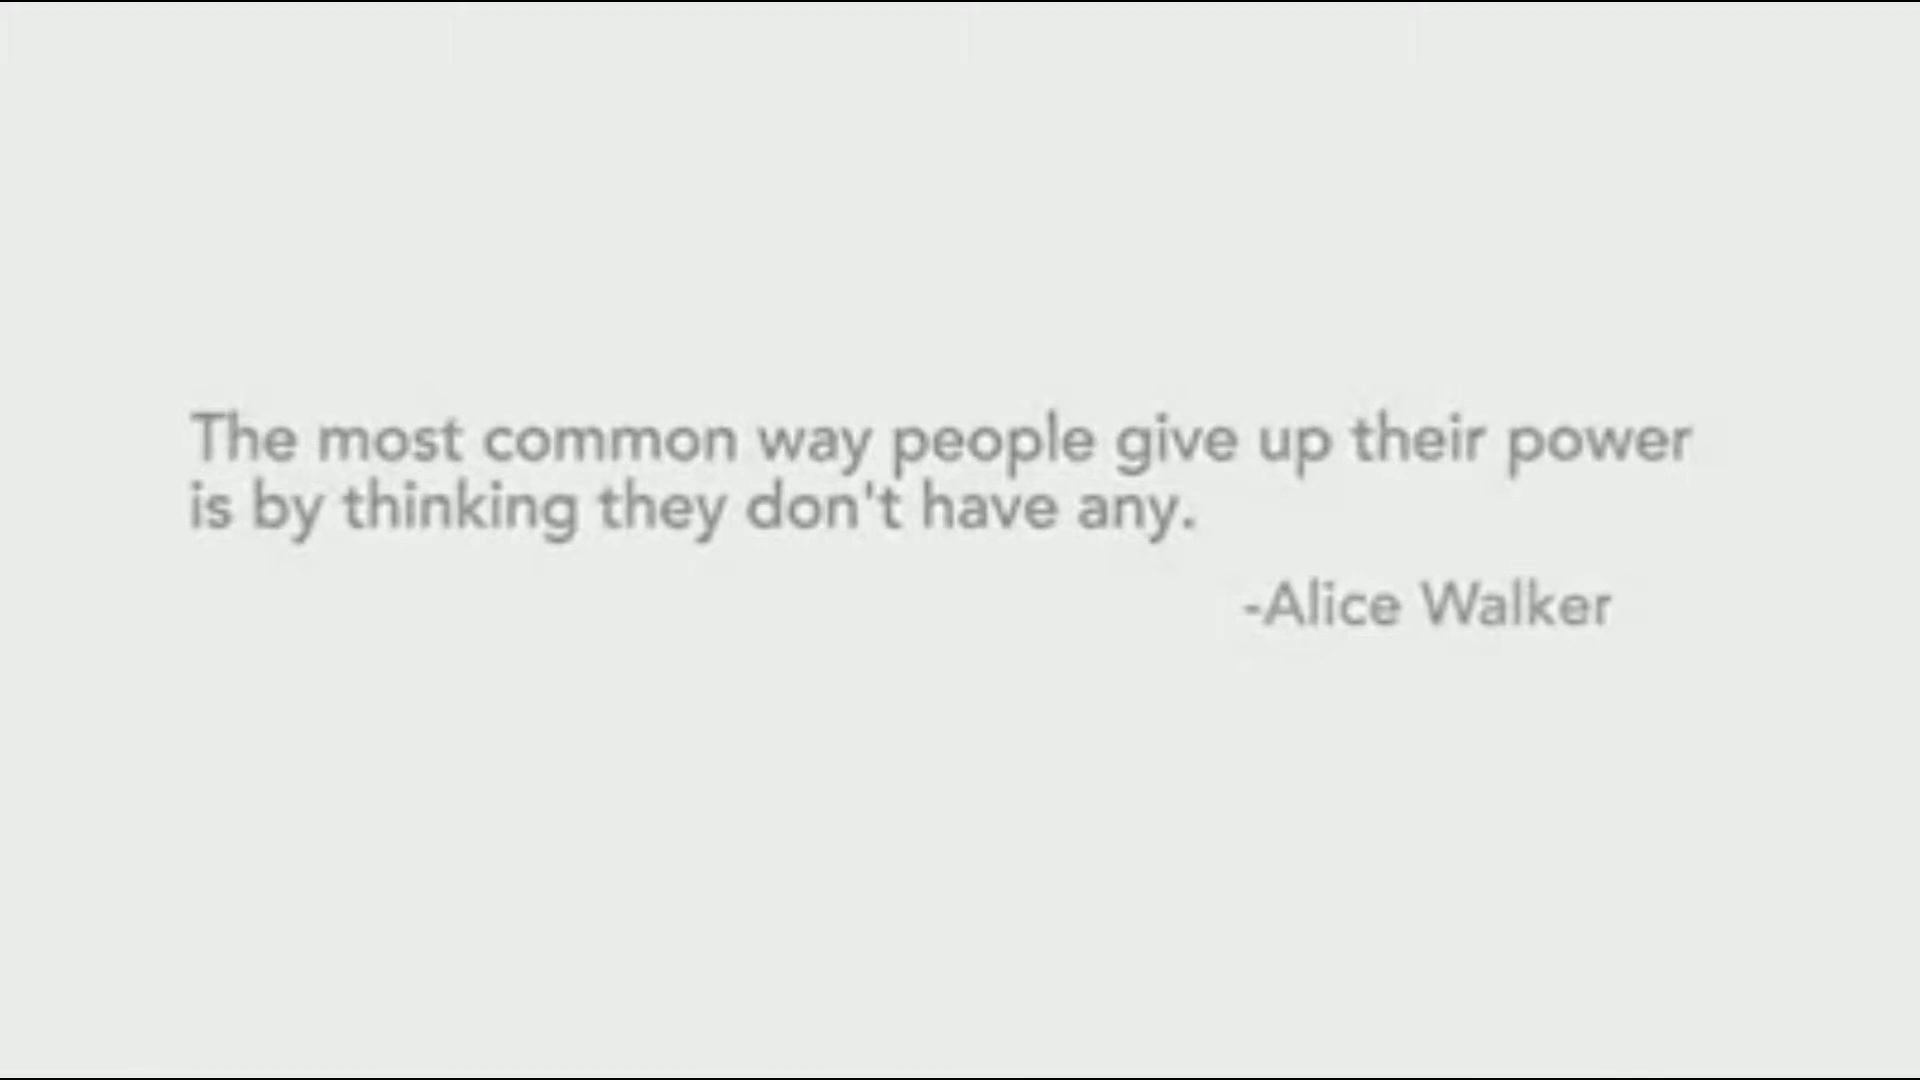 The most common way people give up their power
is by thinking they don't have any.
-Alice Walker